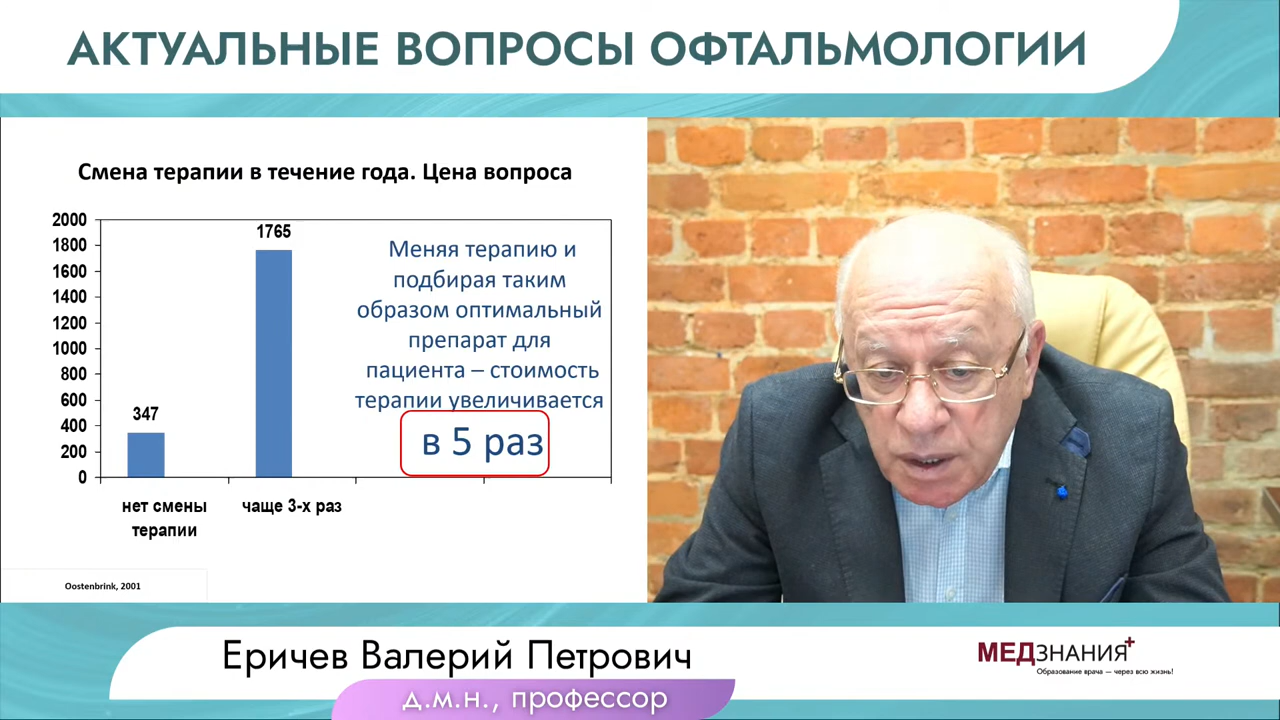 АКТУАЛЬНЫЕ ВОПРОСЫ ОФТАЛЬМОЛОГИИ
Смена терапии в течение года. Цена вопроса
2000
1800
1600
1400
1200
1000
800
600
400
200
0
347
1765
нет смены
терапии
чаще 3-х раз
Меняя терапию и
подбирая таким
образом оптимальный
препарат для
пациента – стоимость
терапии увеличивается
в 5 раз
Oostenbrink, 2001
Еричев Валерий Петрович
д.м.н., профессор
МЕДЗНАНИЯ+
Образование врача — через всю жизнь!